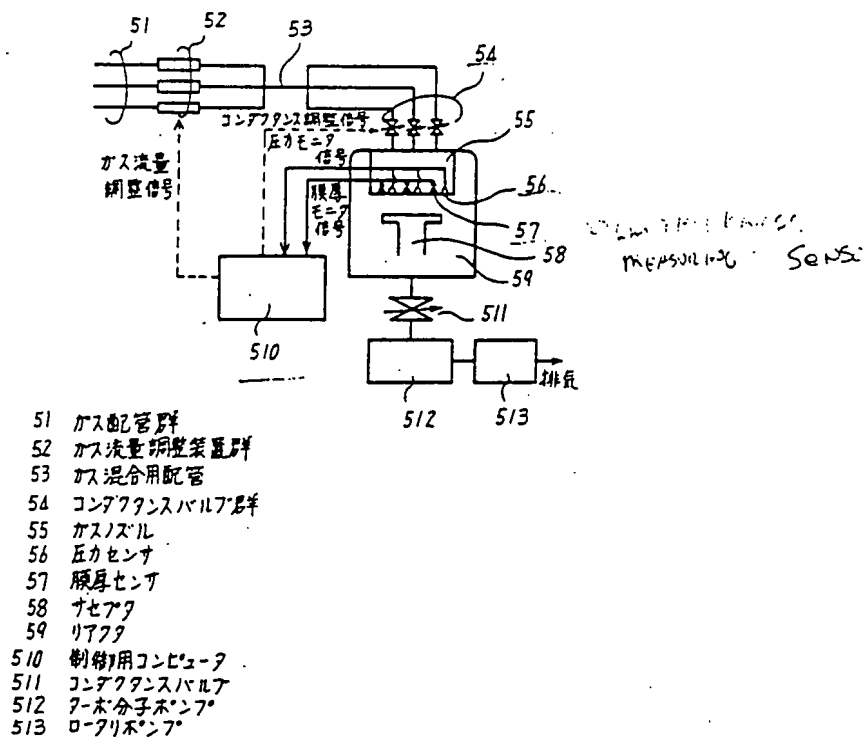 51
52
53
54
コンダクタンス調整信号
55
圧力モニタ
信号
ガス流量
調整信号
56
膜厚
モニタ
信号
57
58
59
measuring Sensi
510
511
排気
512
513
51 ガス配管群
52 ガス流量調整装置群
53 ガス混合用配管
54 コンダクタンスバルブ群
55 ガスノズル
56 圧力センサ
57 膜厚センサ
58 サセプタ
59 リアクタ
510 制御用コンピュータ
511 コンダクタンスバルブ
512 ターボ分子ポンプ
513 ロータリポンプ